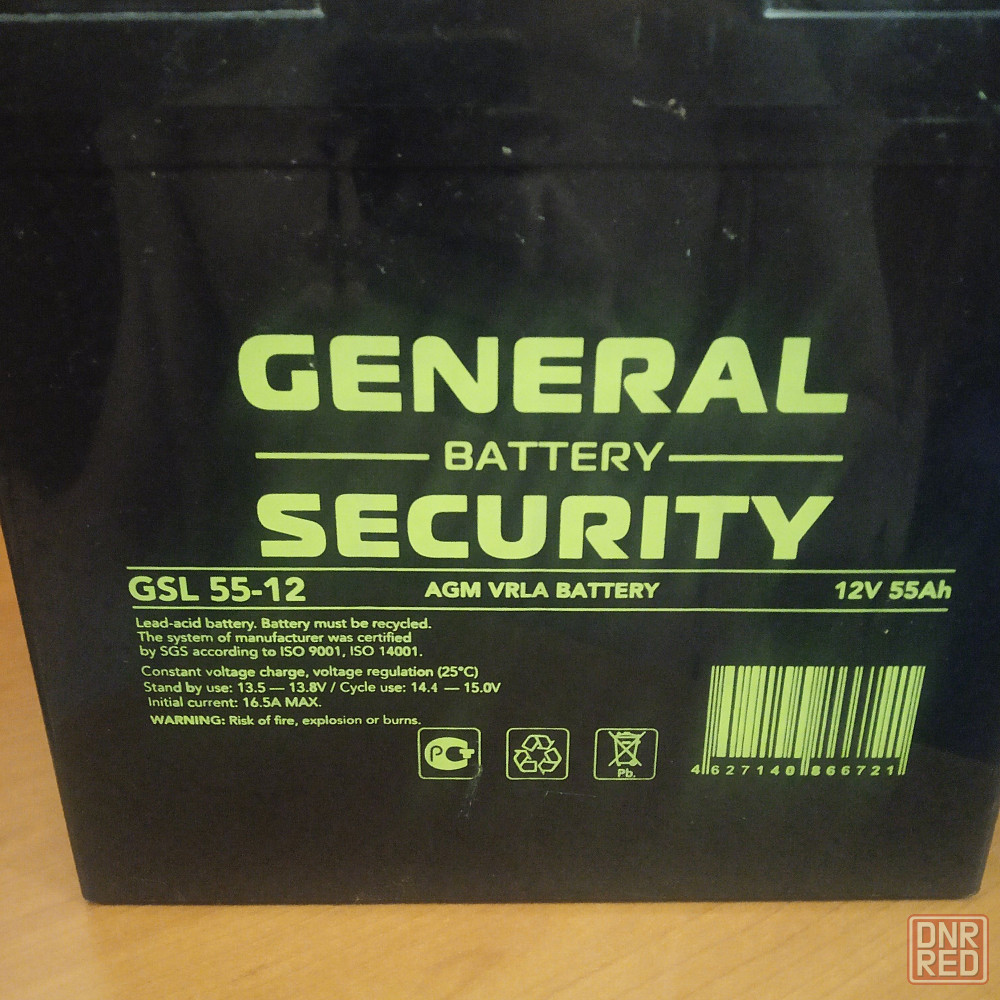 GENERAL
BATTERY
SECURITY
GSL 55-12 AGM VRLA BATTERY 12V 55Ah
Lead-acid battery. Battery must be recycled.
The system of manufacturer was certified
by SGS according to ISO 9001, ISO 14001.
Constant voltage charge, voltage regulation (25°C)
Stand by use: 13.5 — 13.8V / Cycle use: 14.4 — 15.0V
Initial current: 16.5A MAX.
WARNING: Risk of fire, explosion or burns.
Pb.
4 627140 866721
DNR
RED